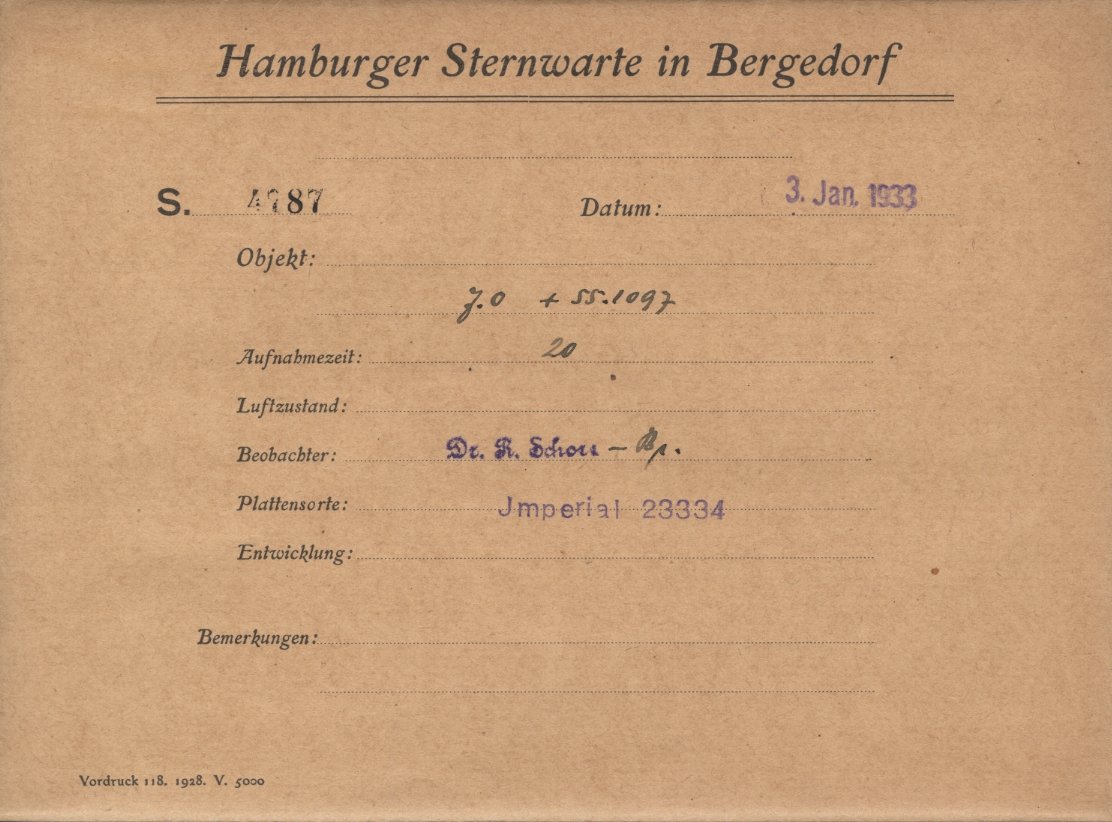 Hamburger Sternwarte in Bergedorf
S. 4787 Datum: 3. Jan. 1933
Objekt:
J.0 + 55.1097
Aufnahmezeit: 20
Luftzustand:
Beobachter: Dr. R. Schorr –
Plattensorte: Jmperial 23334
Entwicklung:
Bemerkungen:
Vordruck 118. 1928. V. 5000